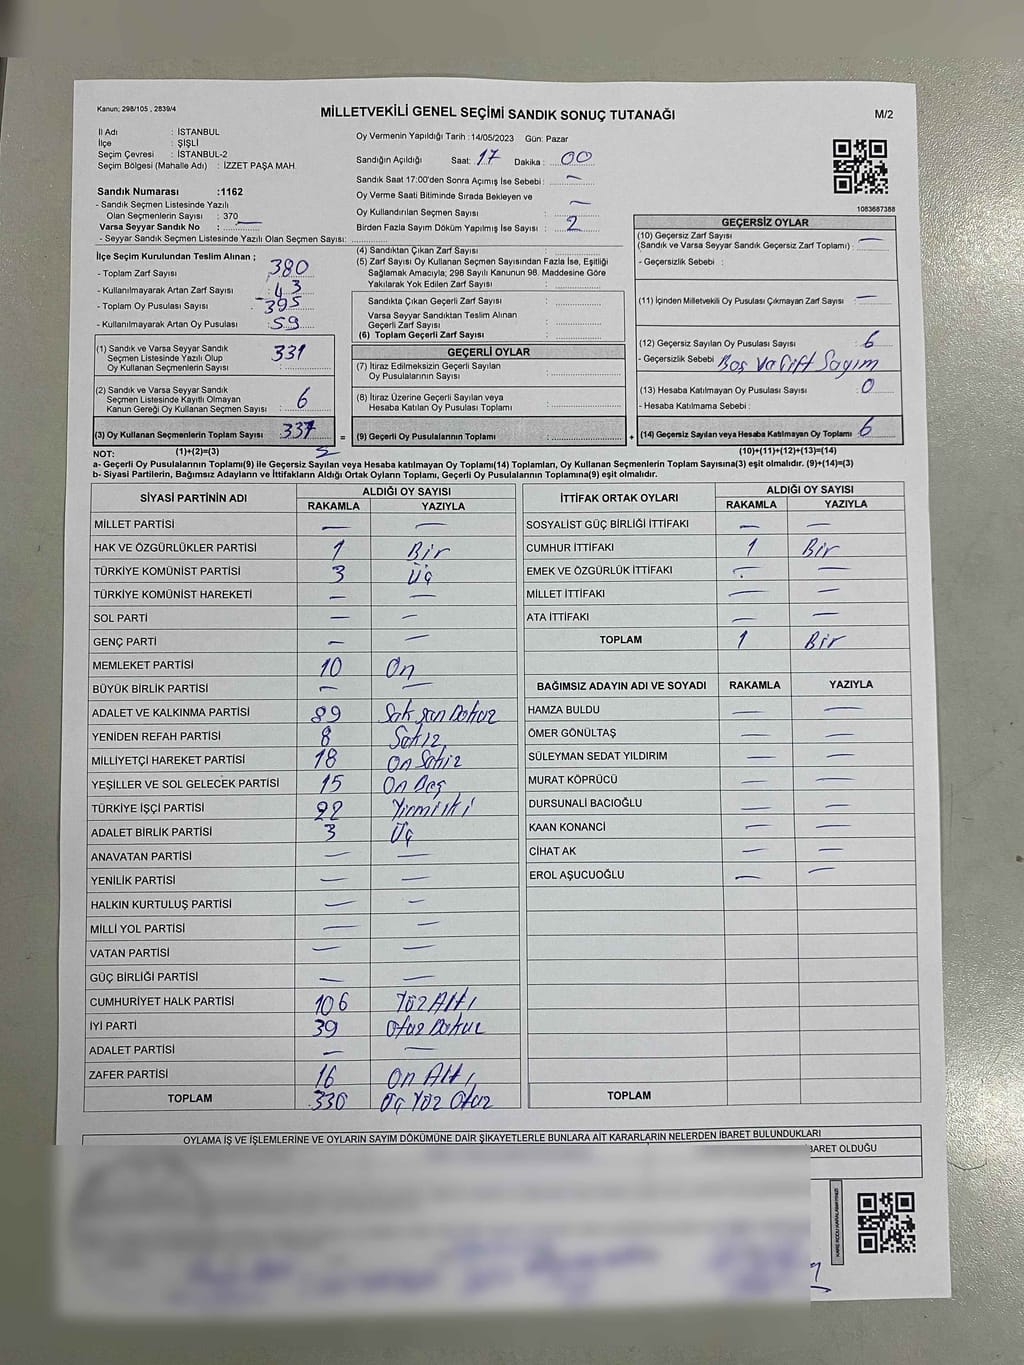 Kanun; 298/105 , 2839/4
MİLLETVEKİLİ GENEL SEÇİMİ SANDIK SONUÇ TUTANAĞI
M/2
İl Adı : İSTANBUL
İlçe : ŞİŞLİ
Seçim Çevresi : İSTANBUL-2
Seçim Bölgesi (Mahalle Adı) : İZZET PAŞA MAH.
Oy Vermenin Yapıldığı Tarih : 14/05/2023 Gün: Pazar
Sandığın Açıldığı Saat: 17 Dakika : 00
Sandık Saat 17:00'den Sonra Açımış İse Sebebi : —
Oy Verme Saati Bitiminde Sırada Bekleyen ve
Oy Kullandırılan Seçmen Sayısı : —
Birden Fazla Sayım Döküm Yapılmış İse Sayısı : 2
1083687388
Sandık Numarası :1162
- Sandık Seçmen Listesinde Yazılı
Olan Seçmenlerin Sayısı : 370
Varsa Seyyar Sandık No : —
- Seyyar Sandık Seçmen Listesinde Yazılı Olan Seçmen Sayısı:
İlçe Seçim Kurulundan Teslim Alınan ;
- Toplam Zarf Sayısı : 380
- Kullanılmayarak Artan Zarf Sayısı : 43
- Toplam Oy Pusulası Sayısı : 395
- Kullanılmayarak Artan Oy Pusulası : 59
(1) Sandık ve Varsa Seyyar Sandık
Seçmen Listesinde Yazılı Olup
Oy Kullanan Seçmenlerin Sayısı : 331
(2) Sandık ve Varsa Seyyar Sandık
Seçmen Listesinde Kayıtlı Olmayan
Kanun Gereği Oy Kullanan Seçmen Sayısı : 6
(3) Oy Kullanan Seçmenlerin Toplam Sayısı : 337
(4) Sandıktan Çıkan Zarf Sayısı :
(5) Zarf Sayısı Oy Kullanan Seçmen Sayısından Fazla İse, Eşitliği
Sağlamak Amacıyla; 298 Sayılı Kanunun 98. Maddesine Göre
Yakılarak Yok Edilen Zarf Sayısı :
Sandıkta Çıkan Geçerli Zarf Sayısı :
Varsa Seyyar Sandıktan Teslim Alınan
Geçerli Zarf Sayısı :
(6) Toplam Geçerli Zarf Sayısı :
GEÇERLİ OYLAR
(7) İtiraz Edilmeksizin Geçerli Sayılan
Oy Pusulalarının Sayısı :
(8) İtiraz Üzerine Geçerli Sayılan veya
Hesaba Katılan Oy Pusulası Toplamı :
= (9) Geçerli Oy Pusulalarının Toplamı : +
GEÇERSİZ OYLAR
(10) Geçersiz Zarf Sayısı
(Sandık ve Varsa Seyyar Sandık Geçersiz Zarf Toplamı) : —
- Geçersizlik Sebebi :
(11) İçinden Milletvekili Oy Pusulası Çıkmayan Zarf Sayısı : —
(12) Geçersiz Sayılan Oy Pusulası Sayısı : 6
- Geçersizlik Sebebi : Boş Ve Çift Sayım
(13) Hesaba Katılmayan Oy Pusulası Sayısı : 0
- Hesaba Katılmama Sebebi :
(14) Geçersiz Sayılan veya Hesaba Katılmayan Oy Toplamı : 6
NOT: (1)+(2)=(3) (10)+(11)+(12)+(13)=(14)
a- Geçerli Oy Pusulalarının Toplamı(9) ile Geçersiz Sayılan veya Hesaba katılmayan Oy Toplamı(14) Toplamları, Oy Kullanan Seçmenlerin Toplam Sayısına(3) eşit olmalıdır. (9)+(14)=(3)
b- Siyasi Partilerin, Bağımsız Adayların ve İttifakların Aldığı Ortak Oyların Toplamı, Geçerli Oy Pusulalarının Toplamına(9) eşit olmalıdır.
SİYASİ PARTİNİN ADI ALDIĞI OY SAYISI
RAKAMLA YAZIYLA
MİLLET PARTİSİ — —
HAK VE ÖZGÜRLÜKLER PARTİSİ 1 Bir
TÜRKİYE KOMÜNİST PARTİSİ 3 Üç
TÜRKİYE KOMÜNİST HAREKETİ — —
SOL PARTİ — —
GENÇ PARTİ — —
MEMLEKET PARTİSİ 10 On
BÜYÜK BİRLİK PARTİSİ — —
ADALET VE KALKINMA PARTİSİ 89 Seksen Dokuz
YENİDEN REFAH PARTİSİ 8 Sekiz
MİLLİYETÇİ HAREKET PARTİSİ 18 On Sekiz
YEŞİLLER VE SOL GELECEK PARTİSİ 15 On Beş
TÜRKİYE İŞÇİ PARTİSİ 22 Yirmi İki
ADALET BİRLİK PARTİSİ 3 Üç
ANAVATAN PARTİSİ — —
YENİLİK PARTİSİ — —
HALKIN KURTULUŞ PARTİSİ — —
MİLLİ YOL PARTİSİ — —
VATAN PARTİSİ — —
GÜÇ BİRLİĞİ PARTİSİ — —
CUMHURİYET HALK PARTİSİ 106 Yüz Altı
İYİ PARTİ 39 Otuz Dokuz
ADALET PARTİSİ — —
ZAFER PARTİSİ 16 On Altı
TOPLAM 330 Üç Yüz Otuz
İTTİFAK ORTAK OYLARI ALDIĞI OY SAYISI
RAKAMLA YAZIYLA
SOSYALİST GÜÇ BİRLİĞİ İTTİFAKI — —
CUMHUR İTTİFAKI 1 Bir
EMEK VE ÖZGÜRLÜK İTTİFAKI — —
MİLLET İTTİFAKI — —
ATA İTTİFAKI — —
TOPLAM 1 Bir
BAĞIMSIZ ADAYIN ADI VE SOYADI RAKAMLA YAZIYLA
HAMZA BULDU — —
ÖMER GÖNÜLTAŞ — —
SÜLEYMAN SEDAT YILDIRIM — —
MURAT KÖPRÜCÜ — —
DURSUNALİ BACIOĞLU — —
KAAN KONANCİ — —
CİHAT AK — —
EROL AŞUCUOĞLU — —
TOPLAM
OYLAMA İŞ VE İŞLEMLERİNE VE OYLARIN SAYIM DÖKÜMÜNE DAİR ŞİKAYETLERLE BUNLARA AİT KARARLARIN NELERDEN İBARET BULUNDUKLARI
BARET OLDUĞU